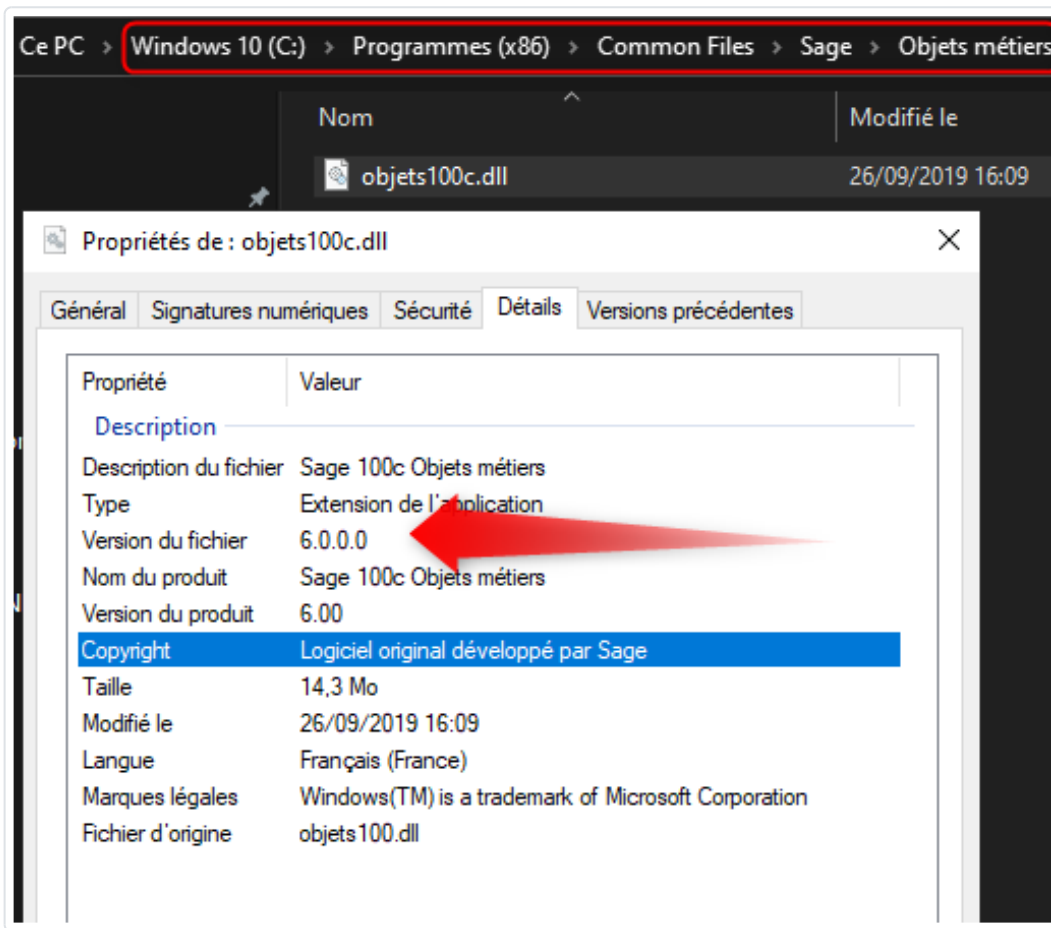 Ce PC > Windows 10 (C:) > Programmes (x86) > Common Files > Sage > Objets métiers
Nom Modifié le
objets100c.dll 26/09/2019 16:09
Propriétés de : objets100c.dll
Général Signatures numériques Sécurité Détails Versions précédentes
Propriété Valeur
Description
Description du fichier Sage 100c Objets métiers
Type Extension de l'application
Version du fichier 6.0.0.0
Nom du produit Sage 100c Objets métiers
Version du produit 6.00
Copyright Logiciel original développé par Sage
Taille 14,3 Mo
Modifié le 26/09/2019 16:09
Langue Français (France)
Marques légales Windows(TM) is a trademark of Microsoft Corporation
Fichier d'origine objets100.dll